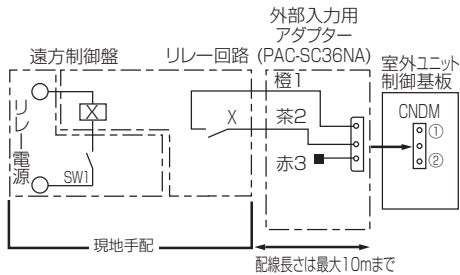 外部入力用
アダプター
遠方制御盤
リレー回路
(PAC-SC36NA)
室外ユニット
制御基板
橙1
CNDM
リレー電源
X
X
茶2
①
②
SW1
赤3
現地手配
配線長さは最大10mまで